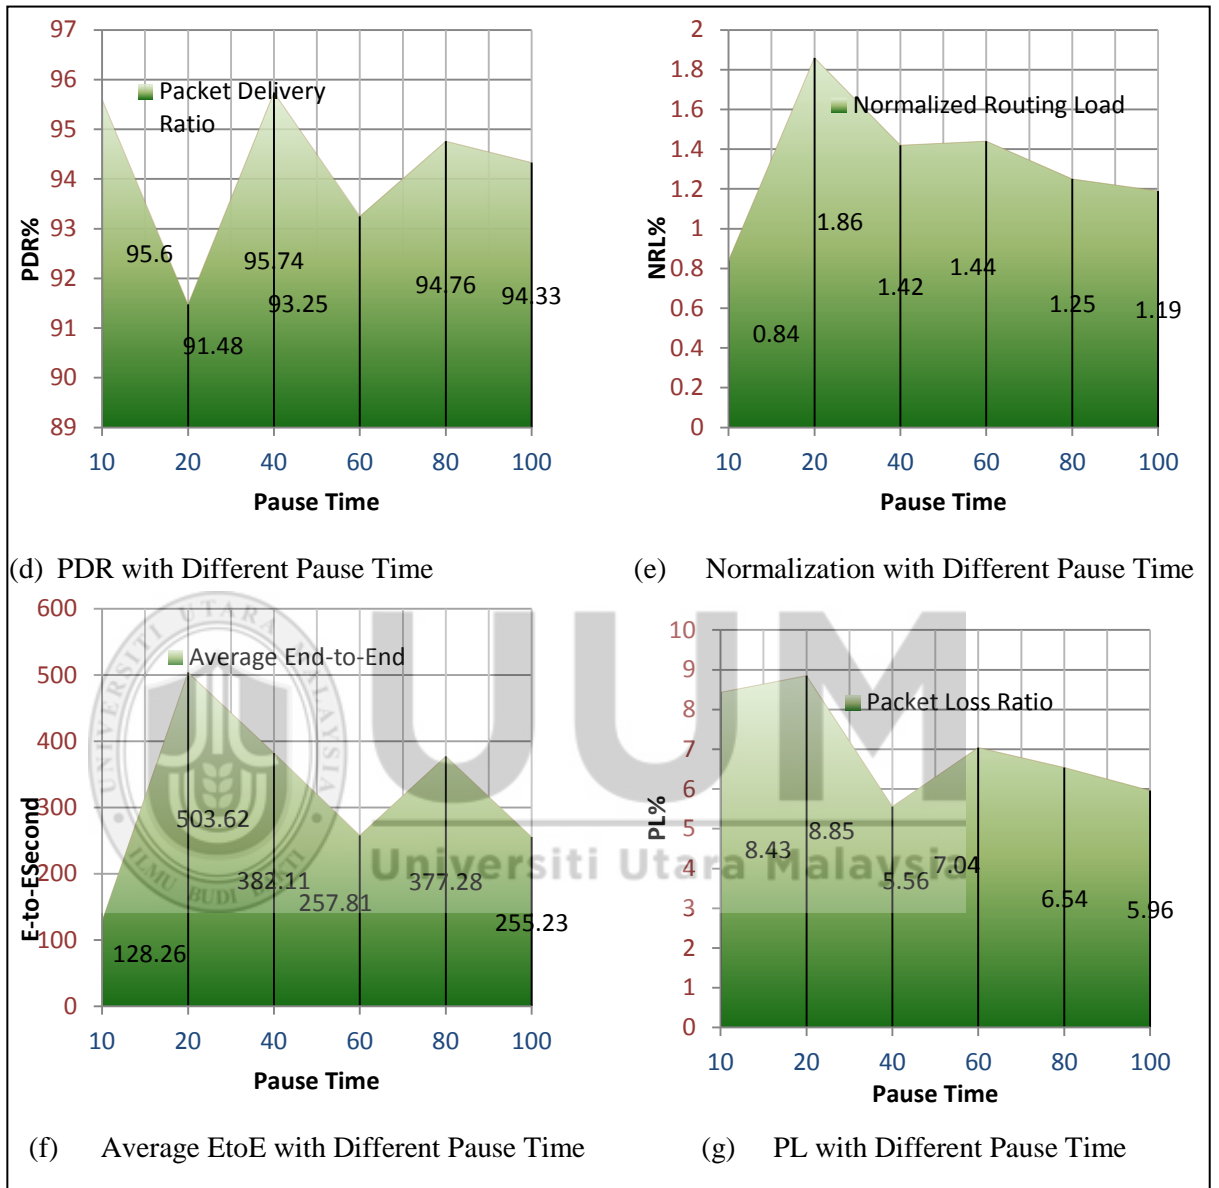 97
96
95
94
93
92
91
90
89
PDR%
Packet Delivery
Ratio
95.6
91.48
95.74
93.25
94.76
94.33
10 20 40 60 80 100
Pause Time
2
1.8
1.6
1.4
1.2
1
0.8
0.6
0.4
0.2
0
NRL%
Normalized Routing Load
0.84
1.86
1.42
1.44
1.25
1.19
10 20 40 60 80 100
Pause Time
(d) PDR with Different Pause Time
(e) Normalization with Different Pause Time
600
500
400
300
200
100
0
E-to-ESecond
Average End-to-End
128.26
503.62
382.11
257.81
377.28
255.23
10 20 40 60 80 100
Pause Time
10
9
8
7
6
5
4
3
2
1
0
PL%
Packet Loss Ratio
8.43
8.85
5.56
7.04
6.54
5.96
10 20 40 60 80 100
Pause Time
(f) Average EtoE with Different Pause Time
(g) PL with Different Pause Time
UNIVERSITI UTARA MALAYSIA
ILMU BUDI BAKTI
UUM
Universiti Utara Malaysia